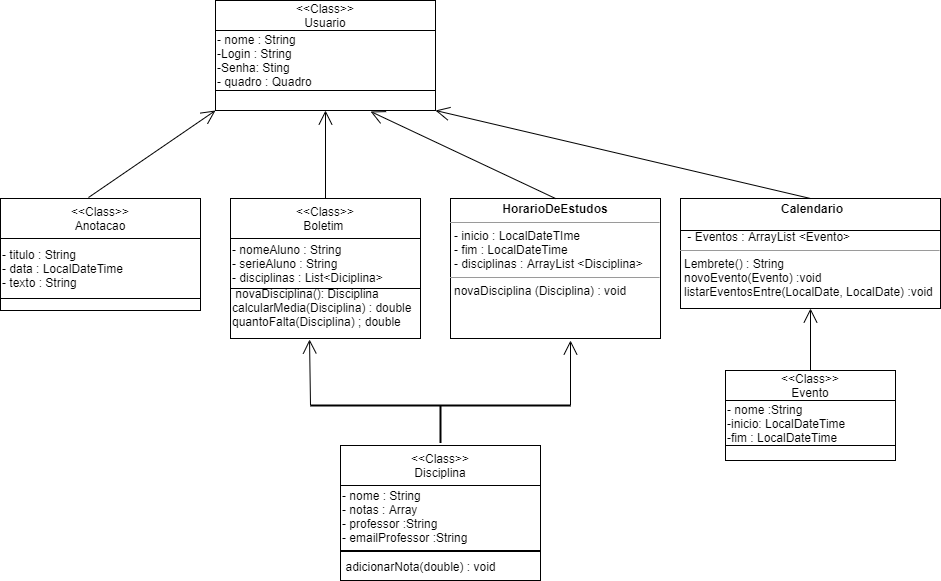 <<Class>>
Usuario
- nome : String
-Login : String
-Senha: Sting
- quadro : Quadro
<<Class>>
Anotacao
- titulo : String
- data : LocalDateTime
- texto : String
<<Class>>
Boletim
- nomeAluno : String
- serieAluno : String
- disciplinas : List<Diciplina>
novaDisciplina(): Disciplina
calcularMedia(Disciplina) : double
quantoFalta(Disciplina) ; double
HorarioDeEstudos
- inicio : LocalDateTIme
- fim : LocalDateTime
- disciplinas : ArrayList <Disciplina>
novaDisciplina (Disciplina) : void
Calendario
- Eventos : ArrayList <Evento>
Lembrete() : String
novoEvento(Evento) :void
listarEventosEntre(LocalDate, LocalDate) :void
<<Class>>
Evento
- nome :String
-inicio: LocalDateTime
-fim : LocalDateTime
<<Class>>
Disciplina
- nome : String
- notas : Array
- professor :String
- emailProfessor :String
adicionarNota(double) : void